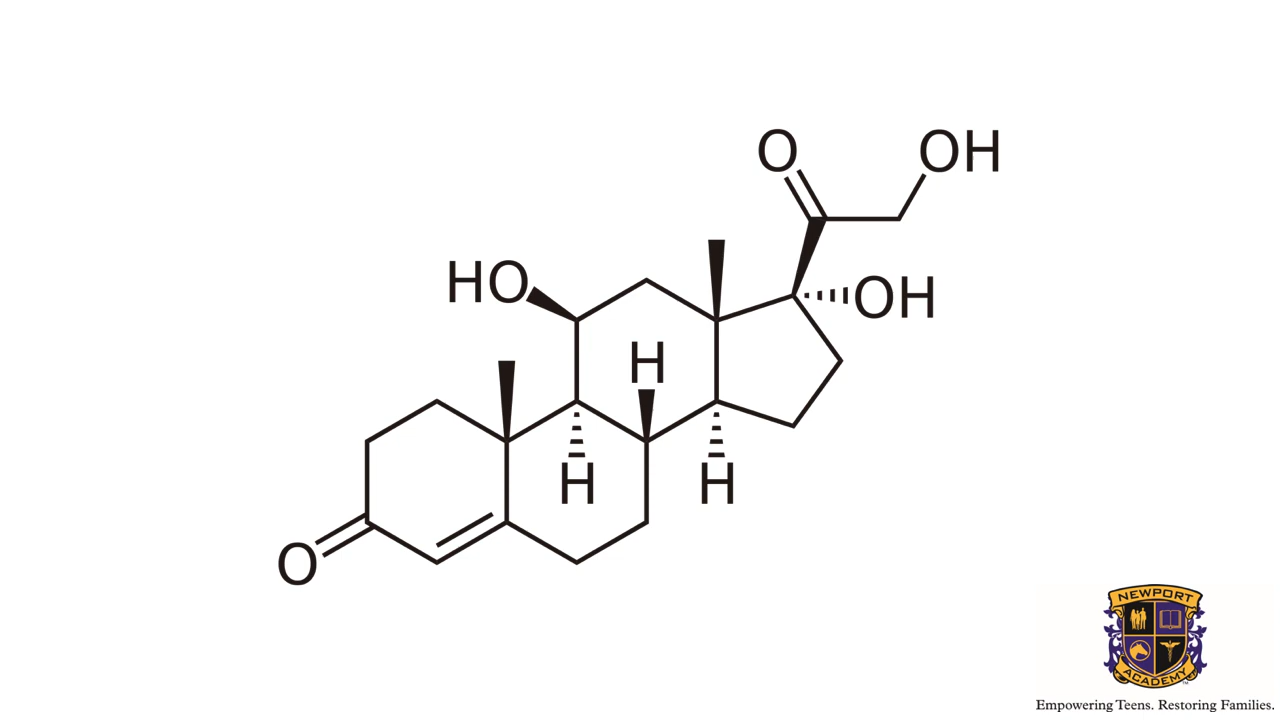 O
OH
HO
OH
H
H
H
O
NEWPORT
ACADEMY
Empowering Teens. Restoring Families.